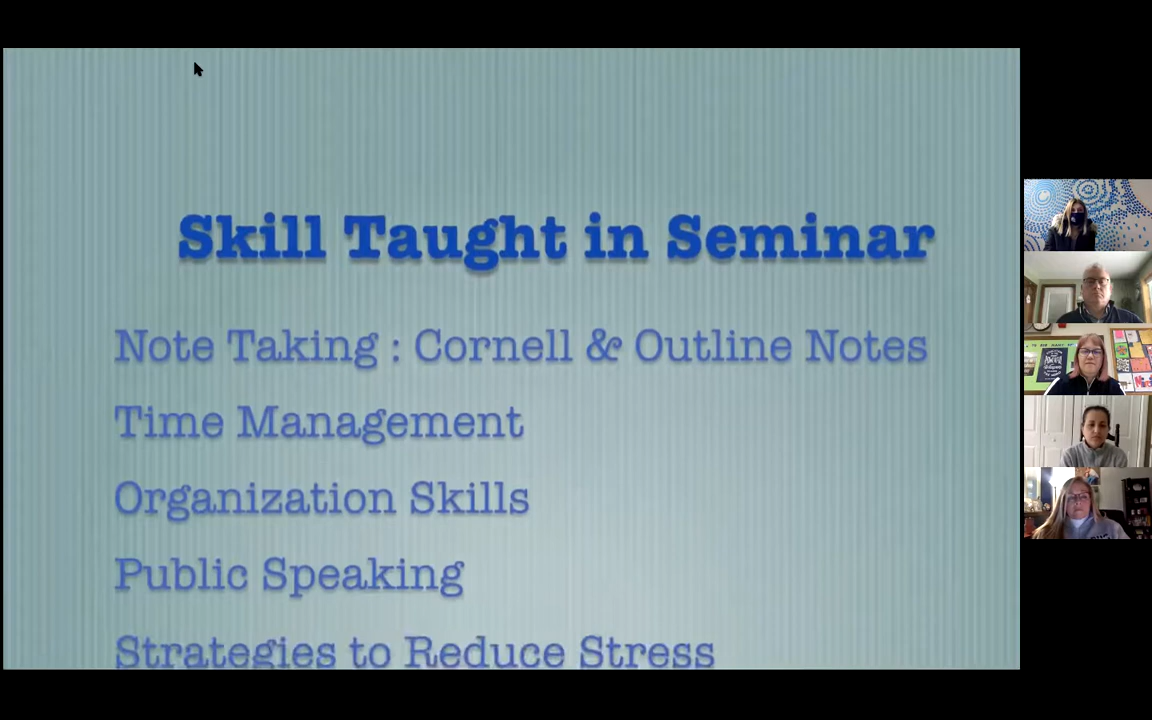 Skill Taught in Seminar
Note Taking : Cornell & Outline Notes
Time Management
Organization Skills
Public Speaking
Strategies to Reduce Stress